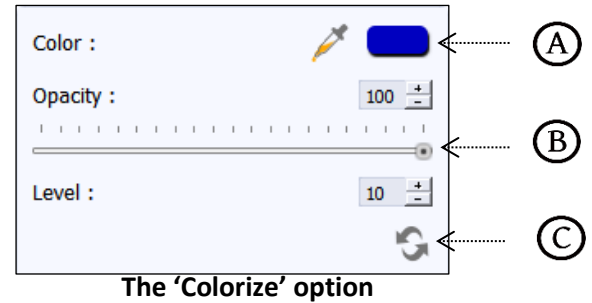 Color :
A
Opacity :
100
+
-
B
Level :
10
+
-
C
The ‘Colorize’ option